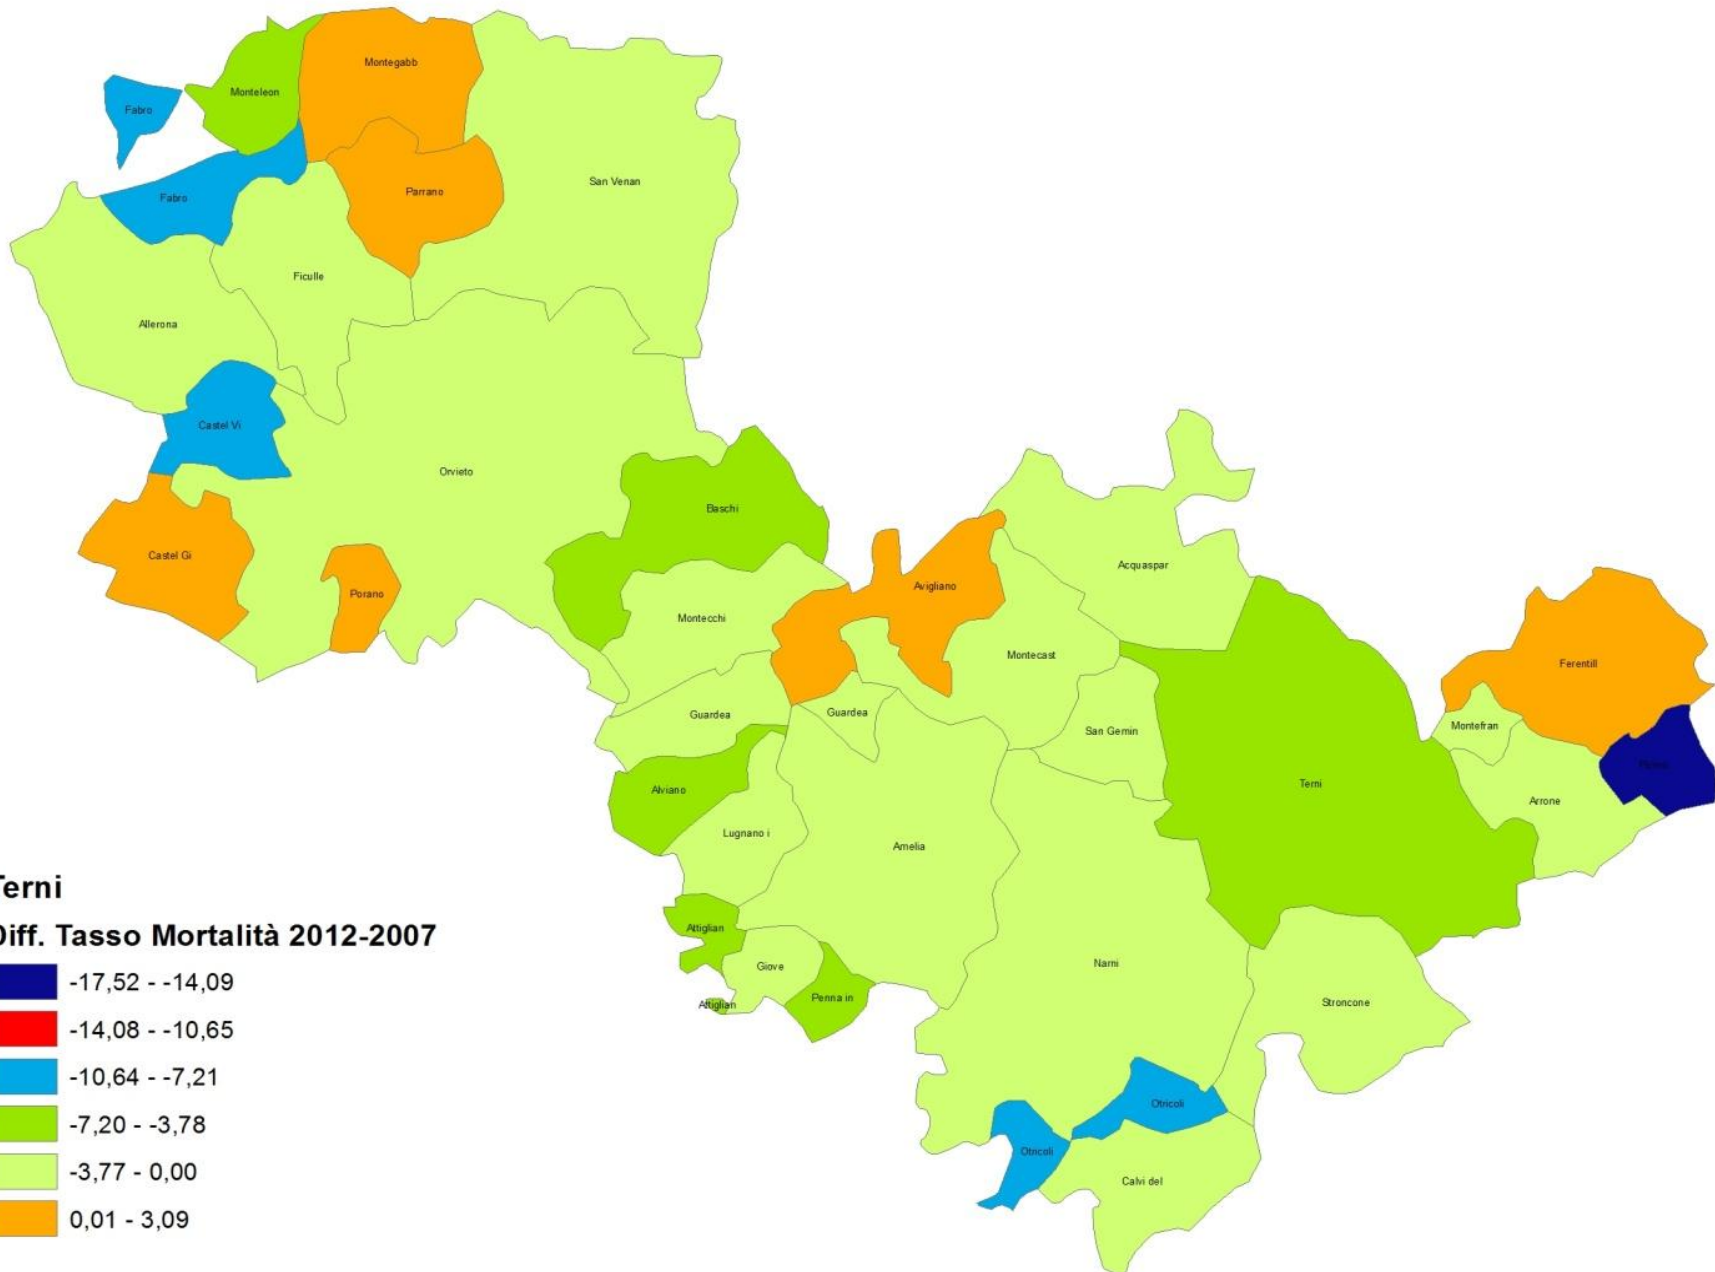 Montegabb
Monteleon
Fabro
San Venan
Parrano
Fabro
Ficulle
Allerona
Castel Vi
Orvieto
Baschi
Castel Gi
Acquaspar
Avigliano
Porano
Montecchi
Montecast
Ferentill
Guardea
Guardea
Montefran
San Gemin
Terni
Alviano
Arrone
Lugnano i
Amelia
Attiglian
Giove
Narni
Penna in
Attiglian
Stroncone
Otricoli
Otricoli
Calvi del
Terni
Diff. Tasso Mortalità 2012-2007
-17,52 - -14,09
-14,08 - -10,65
-10,64 - -7,21
-7,20 - -3,78
-3,77 - 0,00
0,01 - 3,09